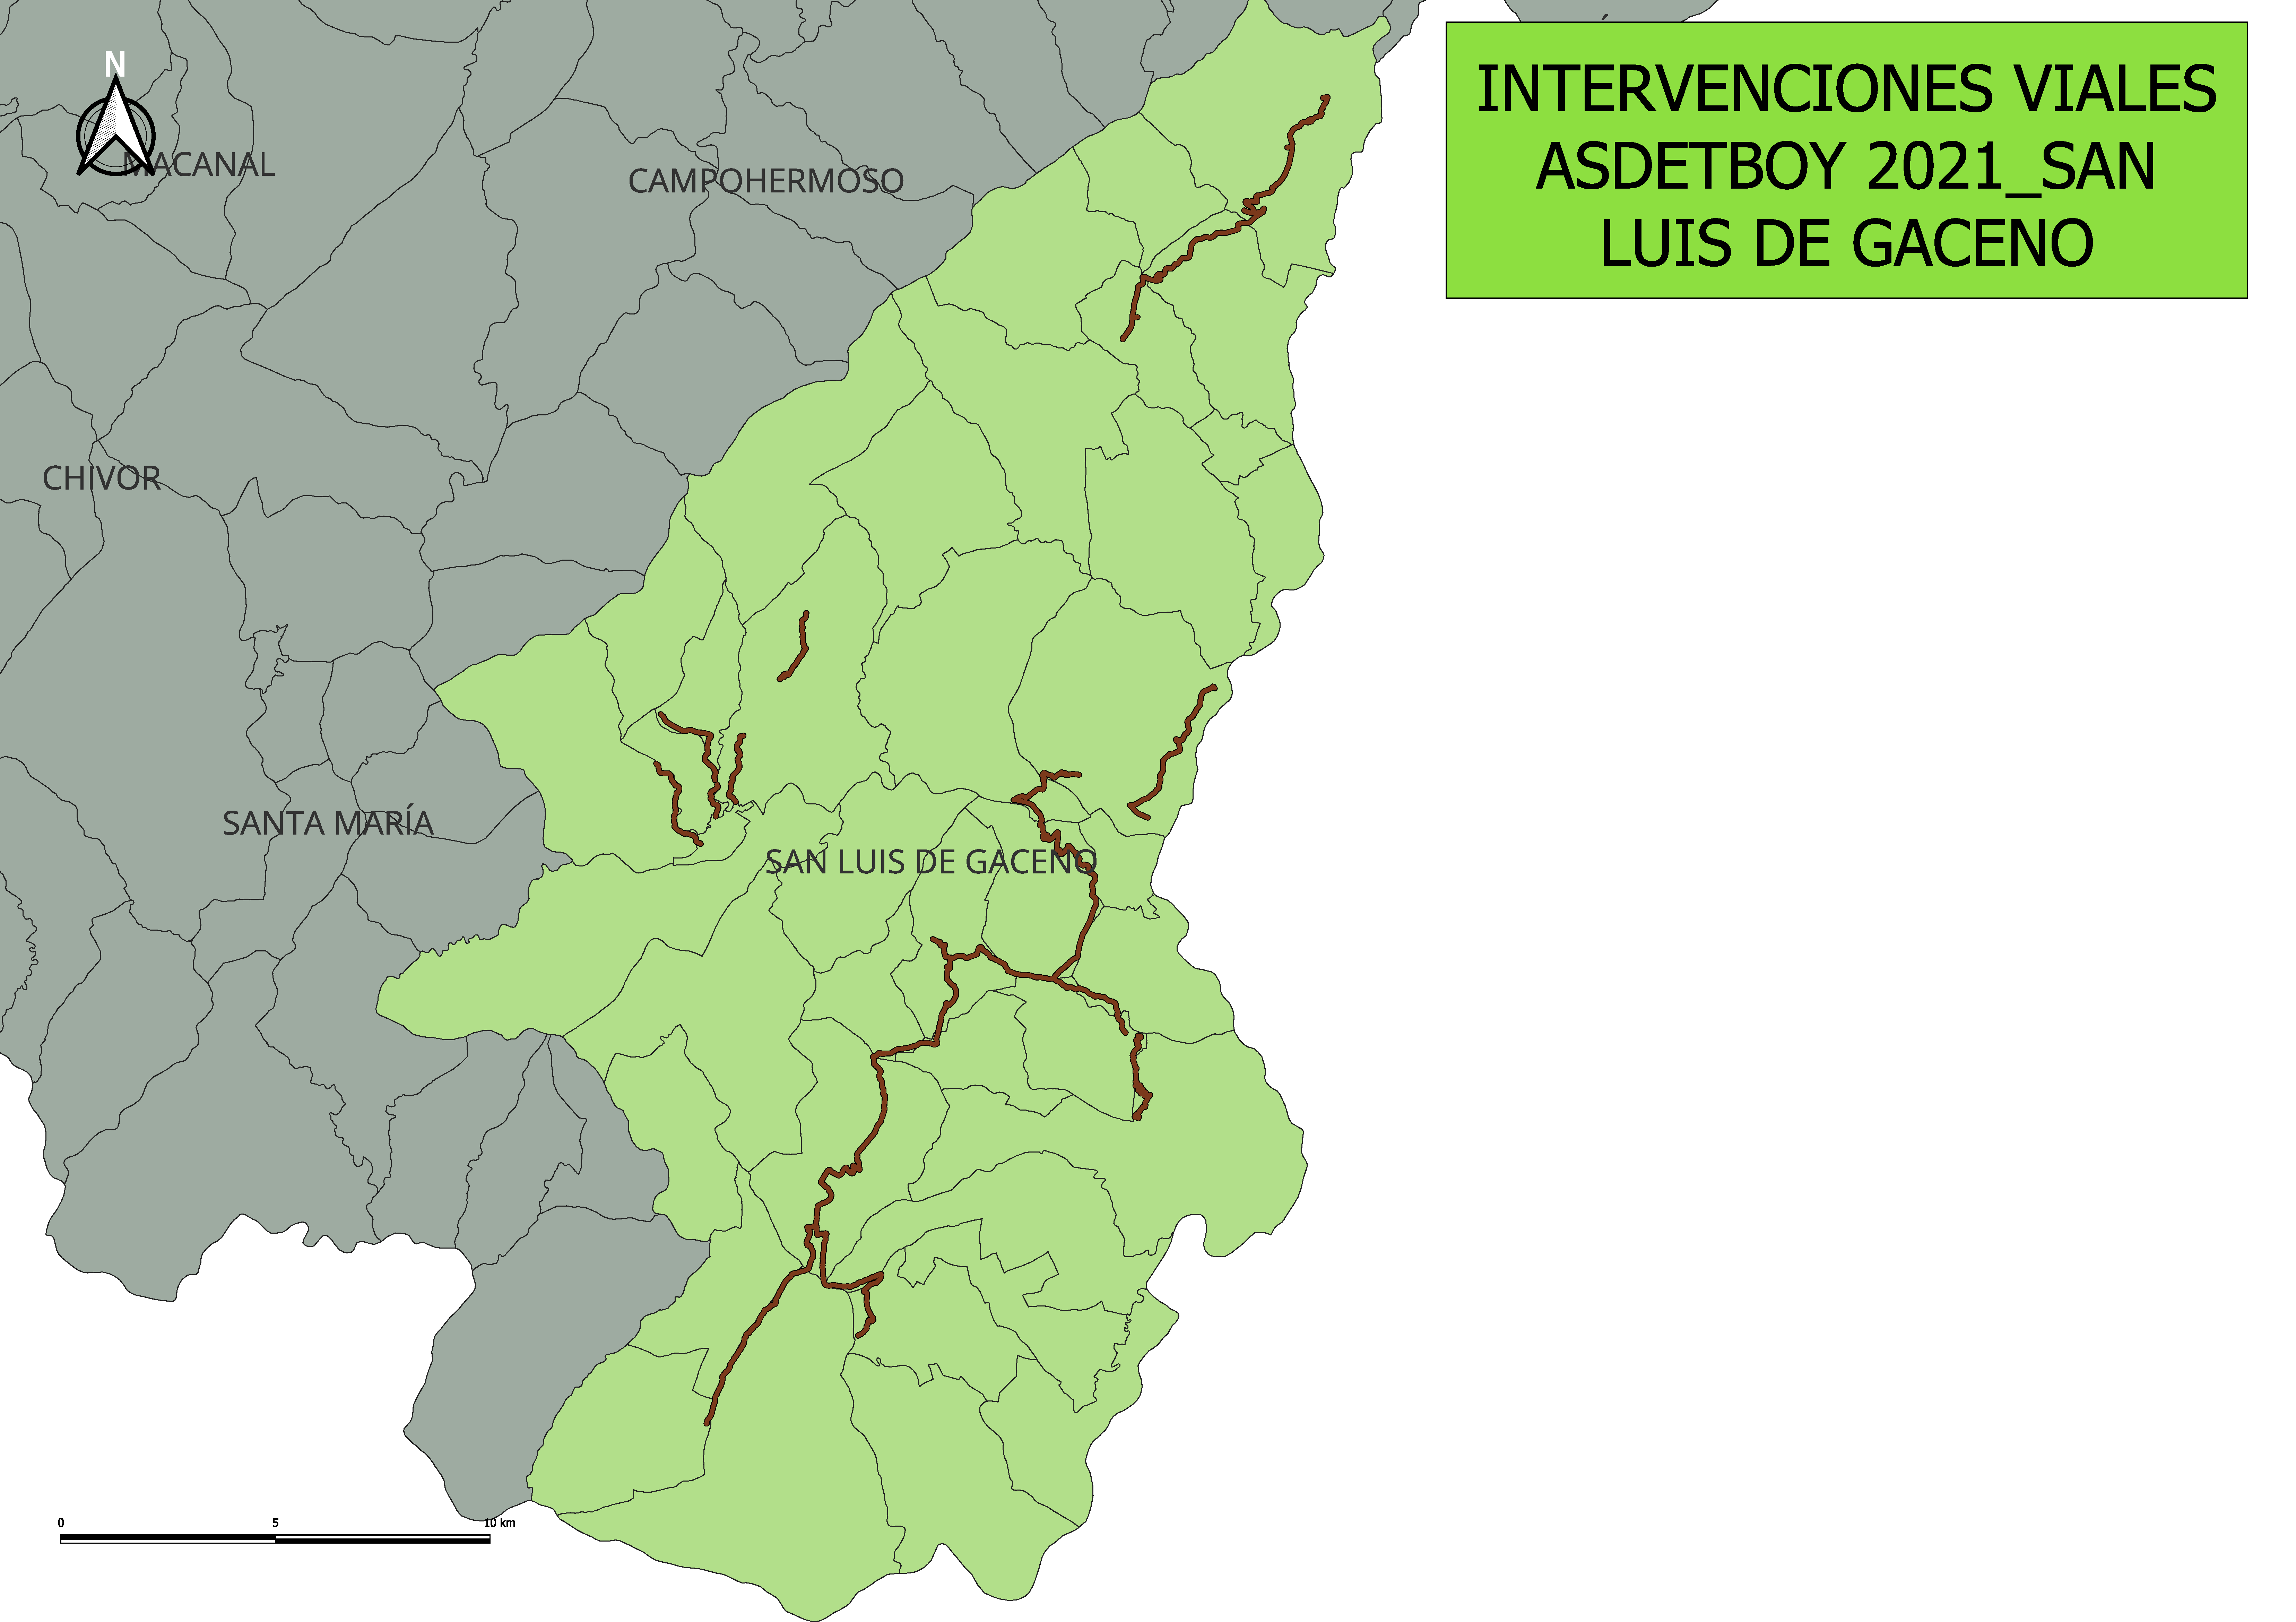 INTERVENCIONES VIALES
ASDETBOY 2021_SAN
LUIS DE GACENO
N
MACANAL
CAMPOHERMOSO
CHIVOR
SANTA MARÍA
SAN LUIS DE GACENO
0 5 10 km